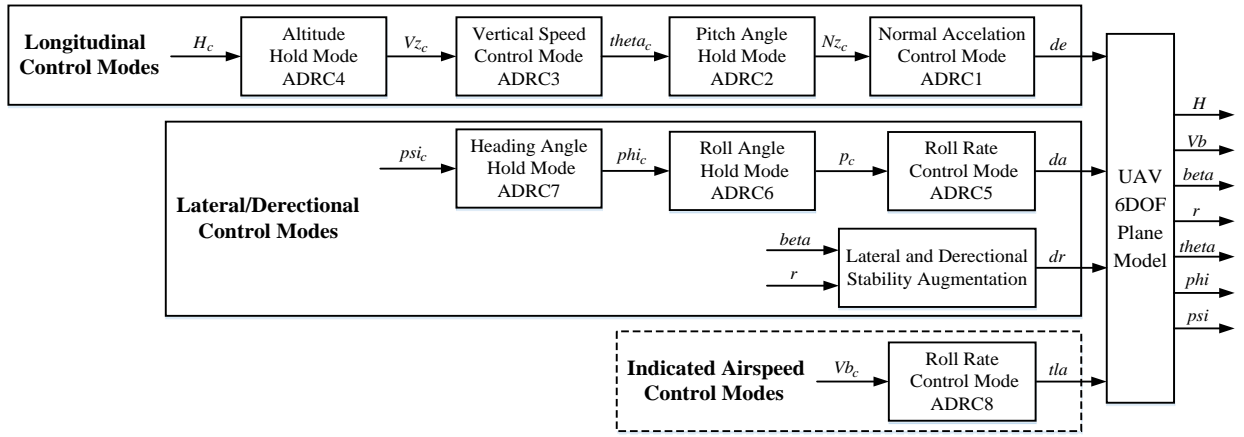 Longitudinal
Control Modes
H_c
Altitude
Hold Mode
ADRC4
Vz_c
Vertical Speed
Control Mode
ADRC3
theta_c
Pitch Angle
Hold Mode
ADRC2
Nz_c
Normal Accelation
Control Mode
ADRC1
de
Lateral/Derectional
Control Modes
psi_c
Heading Angle
Hold Mode
ADRC7
phi_c
Roll Angle
Hold Mode
ADRC6
p_c
Roll Rate
Control Mode
ADRC5
da
beta
r
Lateral and Derectional
Stability Augmentation
dr
Indicated Airspeed
Control Modes
Vb_c
Roll Rate
Control Mode
ADRC8
tla
UAV
6DOF
Plane
Model
H
Vb
beta
r
theta
phi
psi